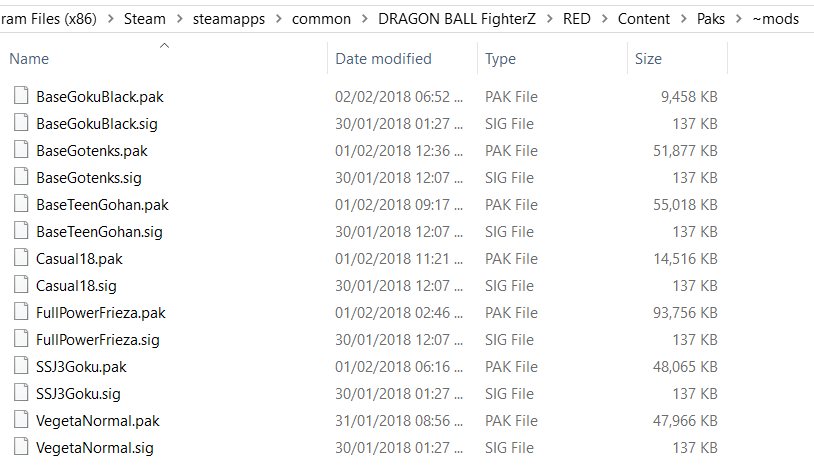 ram Files (x86) > Steam > steamapps > common > DRAGON BALL FighterZ > RED > Content > Paks > ~mods
Name Date modified Type Size
BaseGokuBlack.pak 02/02/2018 06:52 ... PAK File 9,458 KB
BaseGokuBlack.sig 30/01/2018 01:27 ... SIG File 137 KB
BaseGotenks.pak 01/02/2018 12:36 ... PAK File 51,877 KB
BaseGotenks.sig 30/01/2018 12:07 ... SIG File 137 KB
BaseTeenGohan.pak 01/02/2018 09:17 ... PAK File 55,018 KB
BaseTeenGohan.sig 30/01/2018 12:07 ... SIG File 137 KB
Casual18.pak 01/02/2018 11:21 ... PAK File 14,516 KB
Casual18.sig 30/01/2018 12:07 ... SIG File 137 KB
FullPowerFrieza.pak 01/02/2018 02:46 ... PAK File 93,756 KB
FullPowerFrieza.sig 30/01/2018 12:07 ... SIG File 137 KB
SSJ3Goku.pak 01/02/2018 06:16 ... PAK File 48,065 KB
SSJ3Goku.sig 30/01/2018 01:27 ... SIG File 137 KB
VegetaNormal.pak 31/01/2018 08:56 ... PAK File 47,966 KB
VegetaNormal.sig 30/01/2018 01:27 ... SIG File 137 KB